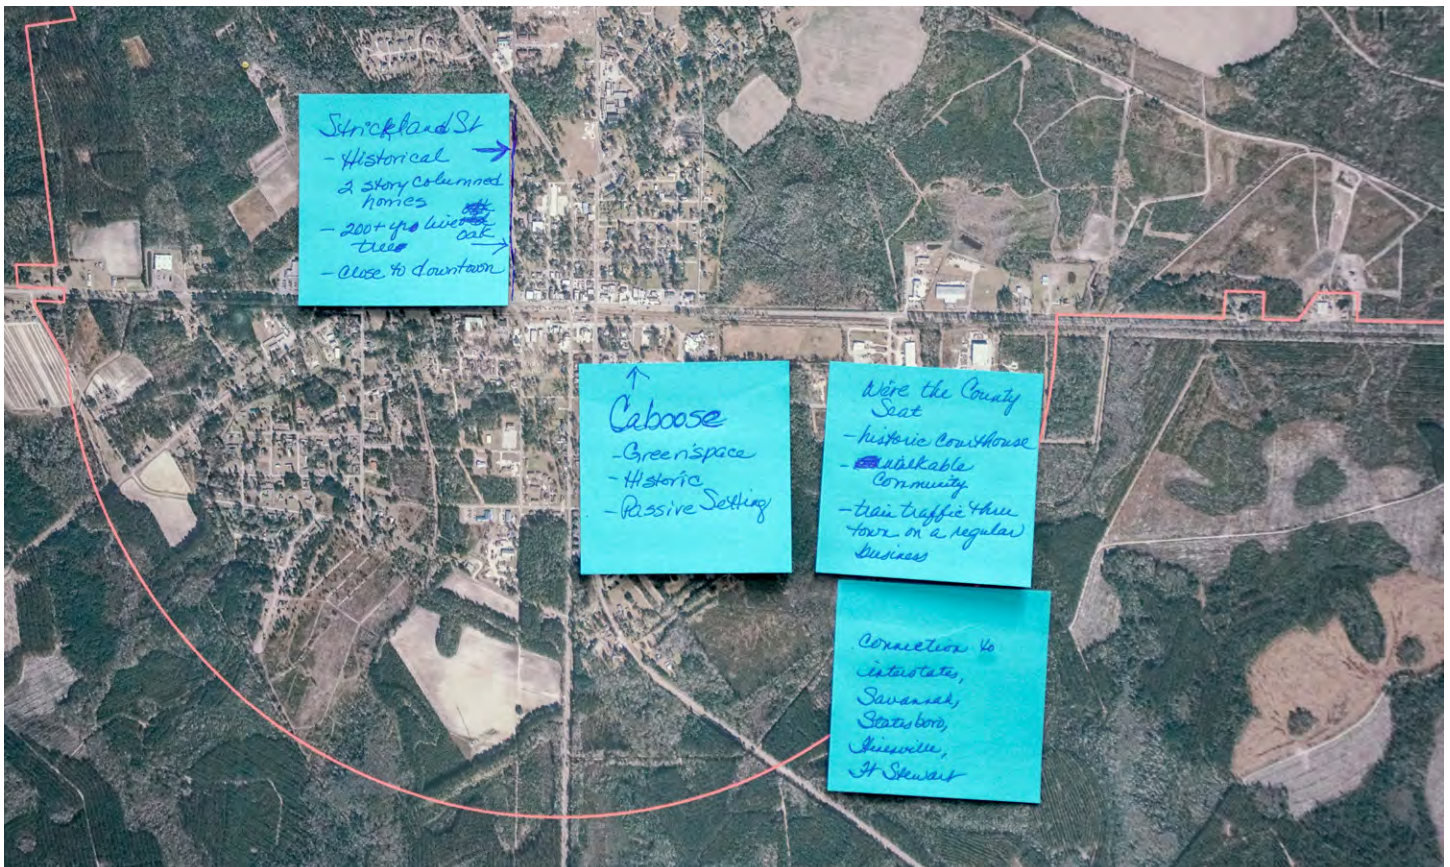 Strickland St
- Historical
2 story columned
homes
- 200+ yr live
oak
tree
- close to downtown
Caboose
- Greenspace
- Historic
- Passive Setting
We're the County
Seat
- historic Courthouse
- walkable
Community
- train traffic thru
town on a regular
business
Connection to
interstates,
Savannah,
Statesboro,
Hinesville,
Ft Stewart